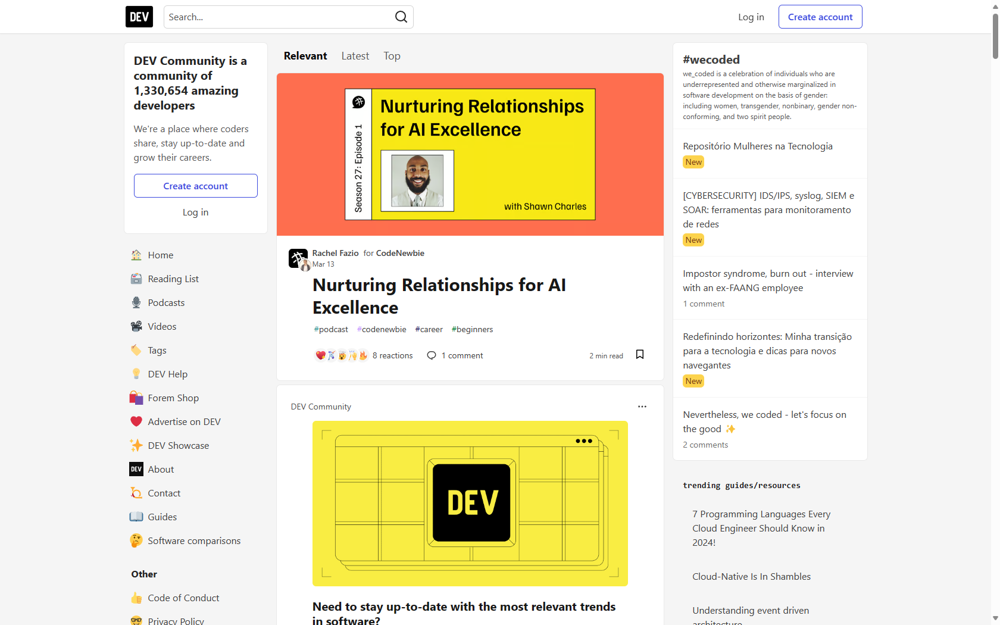 DEV
Search...
Log in
Create account
DEV Community is a
community of
1,330,654 amazing
developers
We're a place where coders
share, stay up-to-date and
grow their careers.
Create account
Log in
Home
Reading List
Podcasts
Videos
Tags
DEV Help
Forem Shop
Advertise on DEV
DEV Showcase
DEV About
Contact
Guides
Software comparisons
Other
Code of Conduct
Privacy Policy
Relevant
Latest
Top
Season 27: Episode 1
Nurturing Relationships
for AI Excellence
with Shawn Charles
Rachel Fazio for CodeNewbie
Mar 13
Nurturing Relationships for AI
Excellence
#podcast #codenewbie #career #beginners
8 reactions 1 comment 2 min read
DEV Community
DEV
Need to stay up-to-date with the most relevant trends
in software?
#wecoded
we_coded is a celebration of individuals who are
underrepresented and otherwise marginalized in
software development on the basis of gender:
including women, transgender, nonbinary, gender non-
conforming, and two spirit people.
Repositório Mulheres na Tecnologia
New
[CYBERSECURITY] IDS/IPS, syslog, SIEM e
SOAR: ferramentas para monitoramento
de redes
New
Impostor syndrome, burn out - interview
with an ex-FAANG employee
1 comment
Redefinindo horizontes: Minha transição
para a tecnologia e dicas para novos
navegantes
New
Nevertheless, we coded - let's focus on
the good ✨
2 comments
trending guides/resources
7 Programming Languages Every
Cloud Engineer Should Know in
2024!
Cloud-Native Is In Shambles
Understanding event driven
architecture